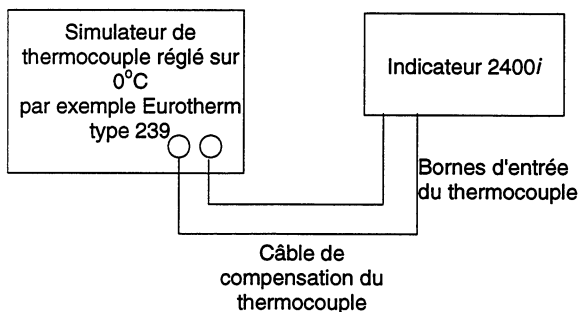 Simulateur de
thermocouple réglé sur
0°C
par exemple Eurotherm
type 239
Indicateur 2400i
Bornes d'entrée
du thermocouple
Câble de
compensation du
thermocouple